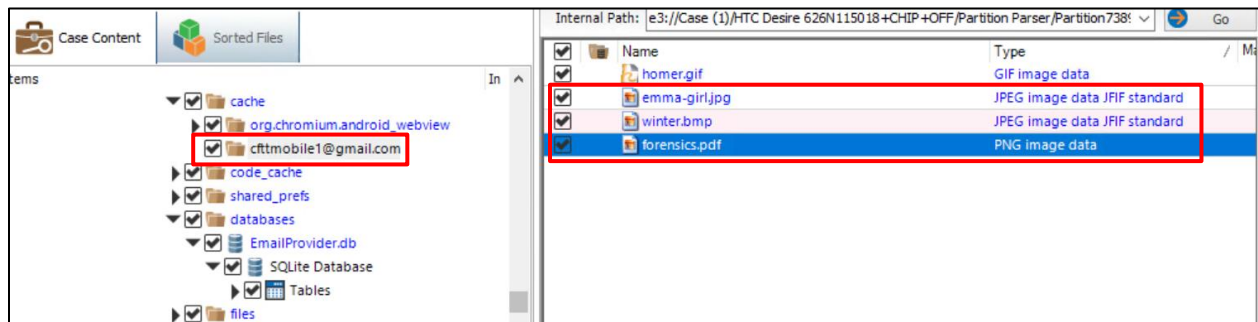 Case Content
Sorted Files
Internal Path: e3://Case (1)/HTC Desire 626N115018+CHIP+OFF/Partition Parser/Partition738 Go
tems In
cache
org.chromium.android_webview
cfttmobile1@gmail.com
code_cache
shared_prefs
databases
EmailProvider.db
SQLite Database
Tables
files
Name Type / Ma
homer.gif GIF image data
emma-girl.jpg JPEG image data JFIF standard
winter.bmp JPEG image data JFIF standard
forensics.pdf PNG image data